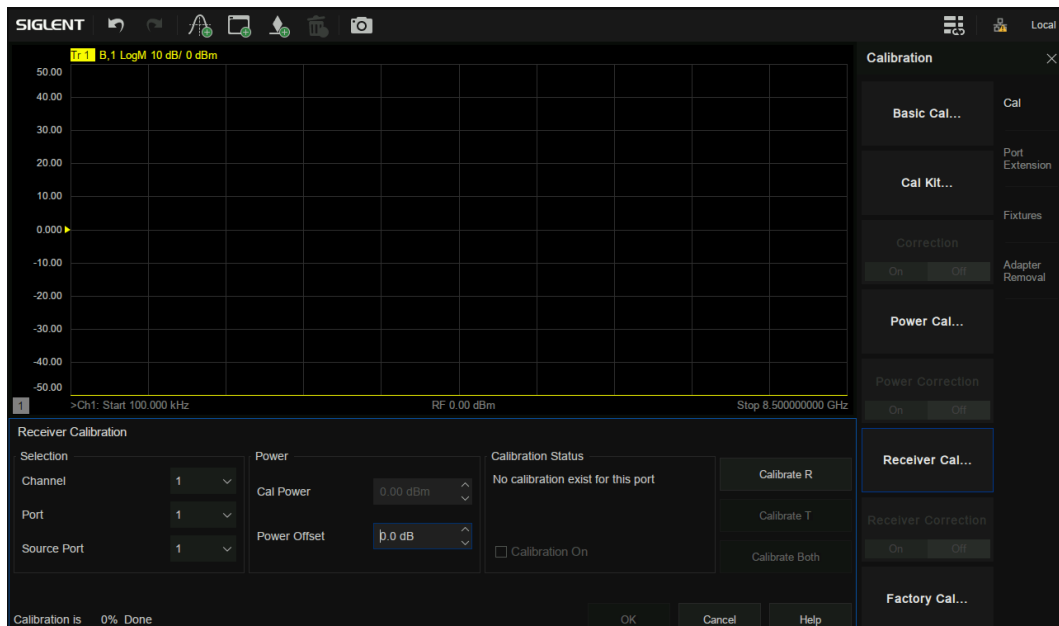 SIGLENT
Local
Tr 1 B,1 LogM 10 dB/ 0 dBm
50.00
40.00
30.00
20.00
10.00
0.000
-10.00
-20.00
-30.00
-40.00
-50.00
1
>Ch1: Start 100.000 kHz RF 0.00 dBm Stop 8.500000000 GHz
Receiver Calibration
Selection
Channel 1
Port 1
Source Port 1
Power
Cal Power 0.00 dBm
Power Offset 0.0 dB
Calibration Status
No calibration exist for this port
Calibration On
Calibrate R
Calibrate T
Calibrate Both
Calibration is 0% Done
OK Cancel Help
Calibration
Basic Cal...
Cal Kit...
Correction
On Off
Power Cal...
Power Correction
On Off
Receiver Cal...
Receiver Correction
On Off
Factory Cal...
Cal
Port
Extension
Fixtures
Adapter
Removal